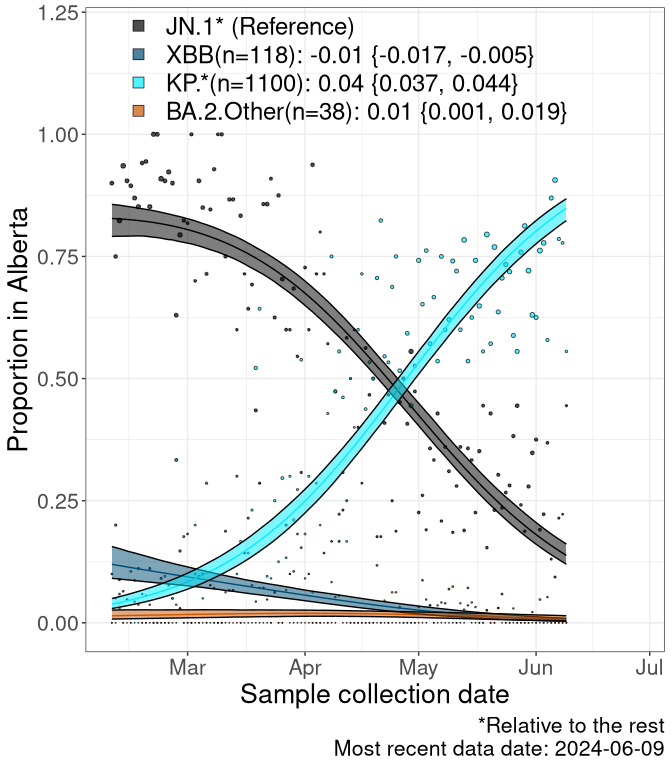 JN.1* (Reference)
XBB(n=118): -0.01 {-0.017, -0.005}
KP.*(n=1100): 0.04 {0.037, 0.044}
BA.2.Other(n=38): 0.01 {0.001, 0.019}
1.25
1.00
0.75
0.50
0.25
0.00
Proportion in Alberta
Mar Apr May Jun Jul
Sample collection date
*Relative to the rest
Most recent data date: 2024-06-09